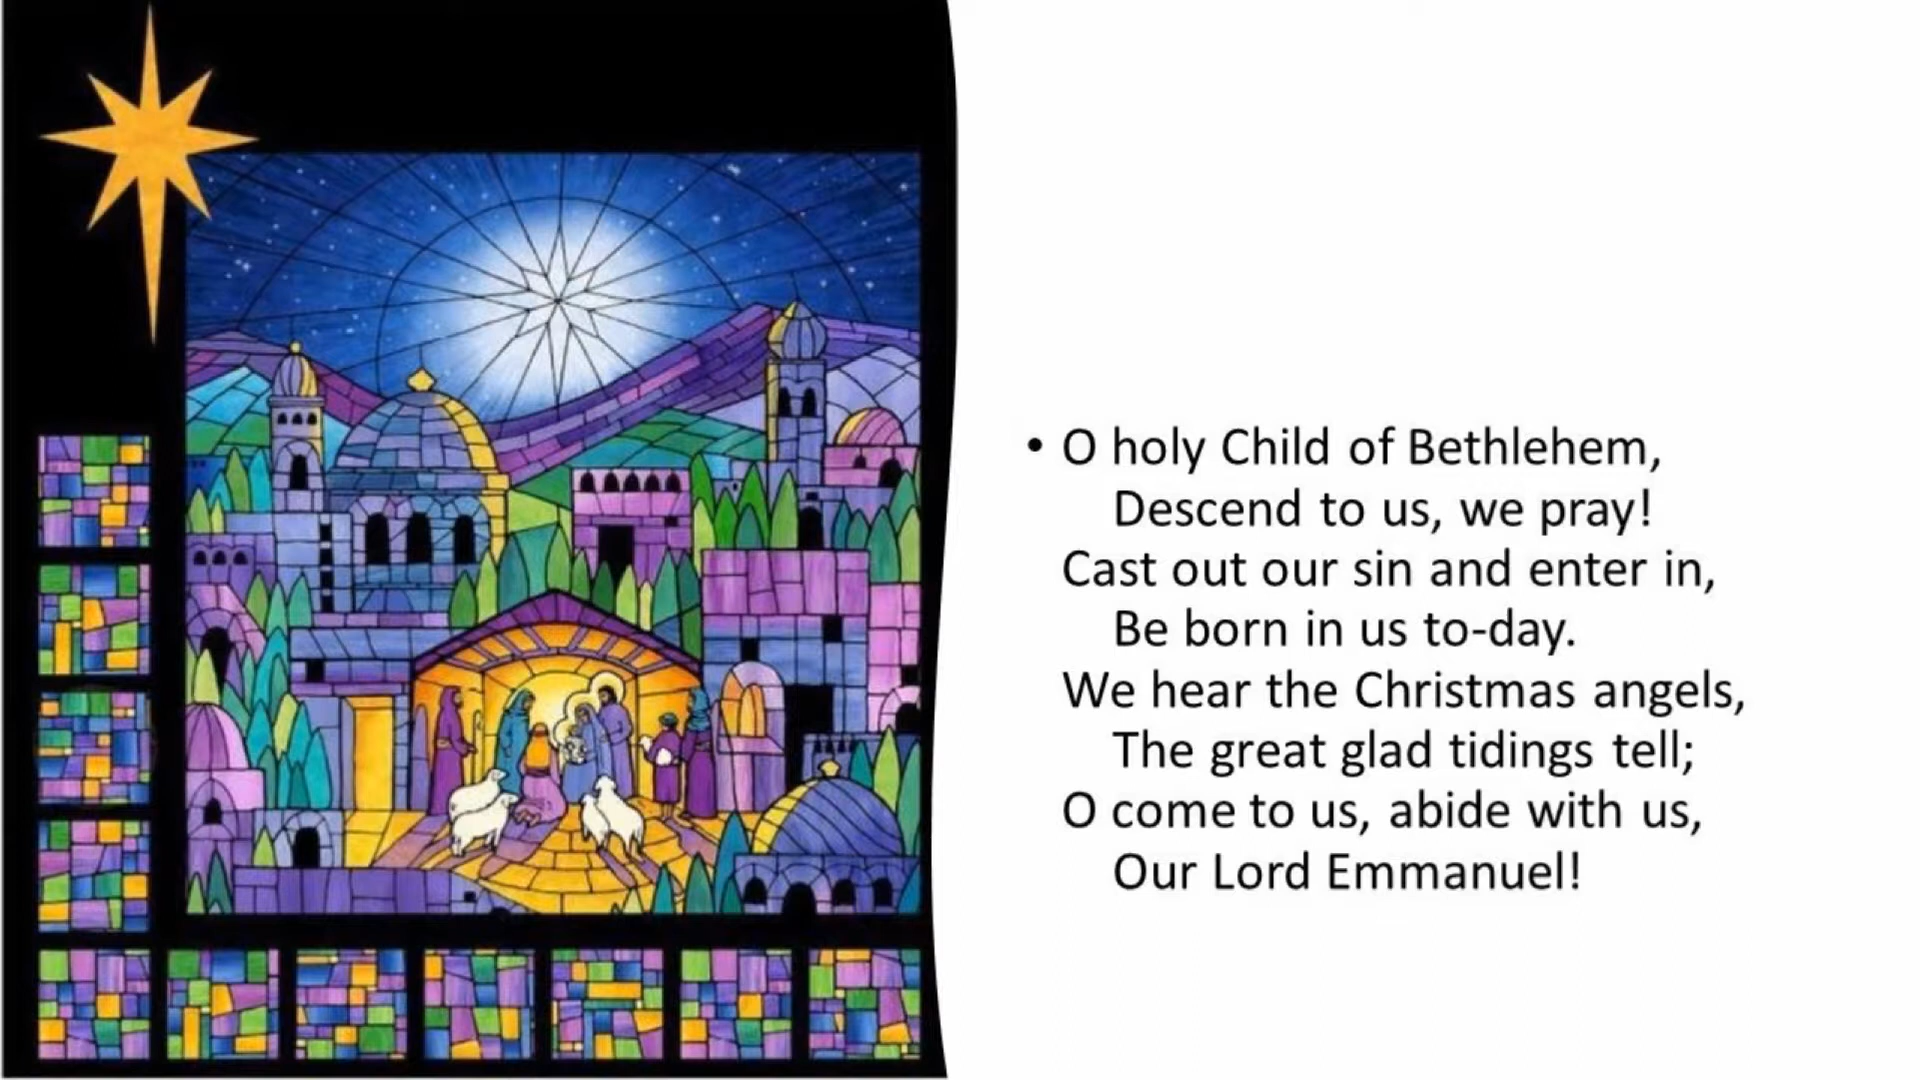 • O holy Child of Bethlehem,
Descend to us, we pray!
Cast out our sin and enter in,
Be born in us to-day.
We hear the Christmas angels,
The great glad tidings tell;
O come to us, abide with us,
Our Lord Emmanuel!